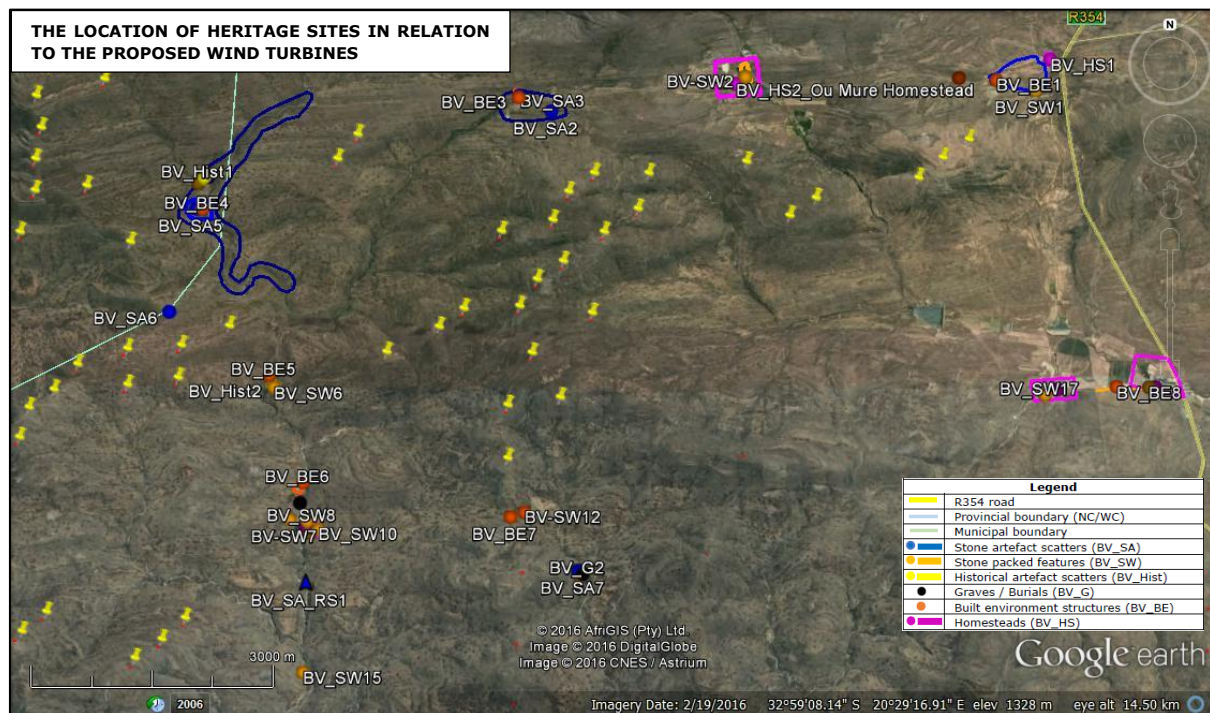 THE LOCATION OF HERITAGE SITES IN RELATION
TO THE PROPOSED WIND TURBINES
R354
N
BV_HS1
BV-SW2
BV_HS2_Ou Mure Homestead
BV_BE1
BV_SW1
BV_BE3
BV_SA3
BV_SA2
BV_Hist1
BV_BE4
BV_SA5
BV_SA6
BV_BE5
BV_Hist2
BV_SW6
BV_SW17
BV_BE8
BV_BE6
BV_SW8
BV-SW7
BV_SW10
BV-SW12
BV_BE7
BV_G2
BV_SA7
BV_SA_RS1
BV_SW15
Legend
R354 road
Provincial boundary (NC/WC)
Municipal boundary
Stone artefact scatters (BV_SA)
Stone packed features (BV_SW)
Historical artefact scatters (BV_Hist)
Graves / Burials (BV_G)
Built environment structures (BV_BE)
Homesteads (BV_HS)
© 2016 AfriGIS (Pty) Ltd.
Image © 2016 DigitalGlobe
Image © 2016 CNES / Astrium
Google earth
3000 m
2006
Imagery Date: 2/19/2016 32°59'08.14" S 20°29'16.91" E elev 1328 m eye alt 14.50 km